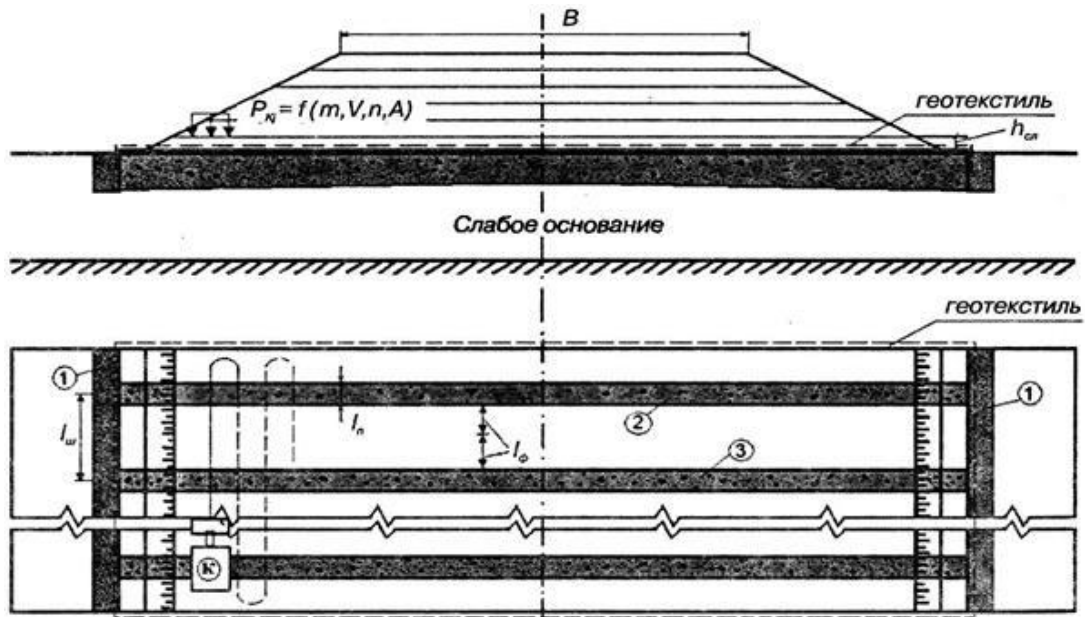 B
P_кj = f (m, V, n, A)
геотекстиль
h_сл
Слабое основание
геотекстиль
1
1
l_ш
l_п
2
l_ф
3
К